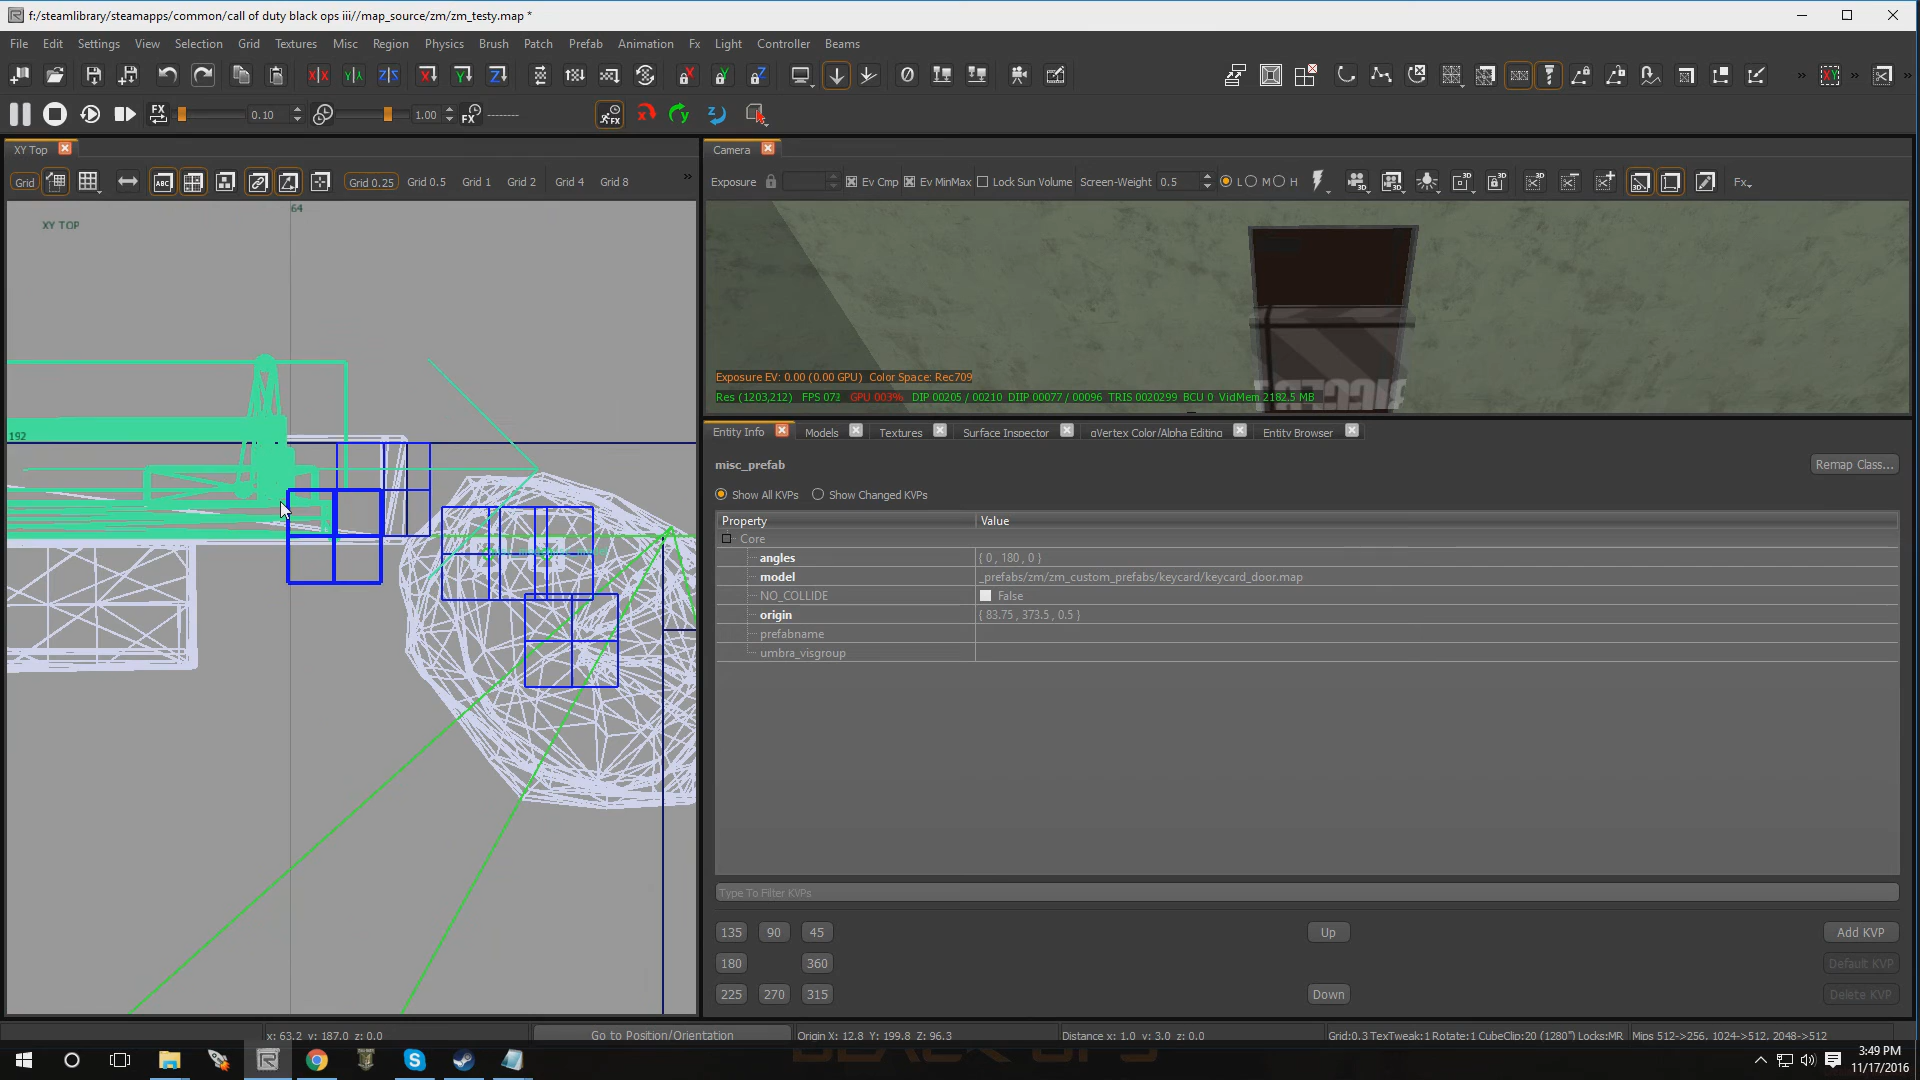 f:/steamlibrary/steamapps/common/call of duty black ops iii//map_source/zm/zm_testy.map *
File Edit Settings View Selection Grid Textures Misc Region Physics Brush Patch Prefab Animation Fx Light Controller Beams
FX 0.10 1.00 FX --------
XY Top
Camera
Grid ABC Grid 0.25 Grid 0.5 Grid 1 Grid 2 Grid 4 Grid 8
Exposure Ev Cmp Ev MinMax Lock Sun Volume Screen-Weight 0.5 L M H Fx
64
XY TOP
192
Exposure EV: 0.00 (0.00 GPU) Color Space: Rec709
Res (1203,212) FPS 073 GPU 003% DIP 00205 / 00210 DIIP 00077 / 00096 TRIS 0020299 BCU 0 VidMem 2182.5 MB
Entity Info Models Textures Surface Inspector qVertex Color/Alpha Editing Entity Browser
misc_prefab
Remap Class...
Show All KVPs Show Changed KVPs
Property Value
Core
angles { 0 , 180 , 0 }
model _prefabs/zm/zm_custom_prefabs/keycard/keycard_door.map
NO_COLLIDE False
origin { 83.75 , 373.5 , 0.5 }
prefabname
umbra_visgroup
Type To Filter KVPs
135 90 45 Up Add KVP
180 360 Default KVP
225 270 315 Down Delete KVP
x: 63.2 y: 187.0 z: 0.0 Go to Position/Orientation Origin X: 12.8 Y: 199.8 Z: 96.3 Distance x: 1.0 y: 3.0 z: 0.0 Grid:0.3 TexTweak:1 Rotate:1 CubeClip:20 (1280") Locks:MR Mips 512->256, 1024->512, 2048->512
3:49 PM
11/17/2016